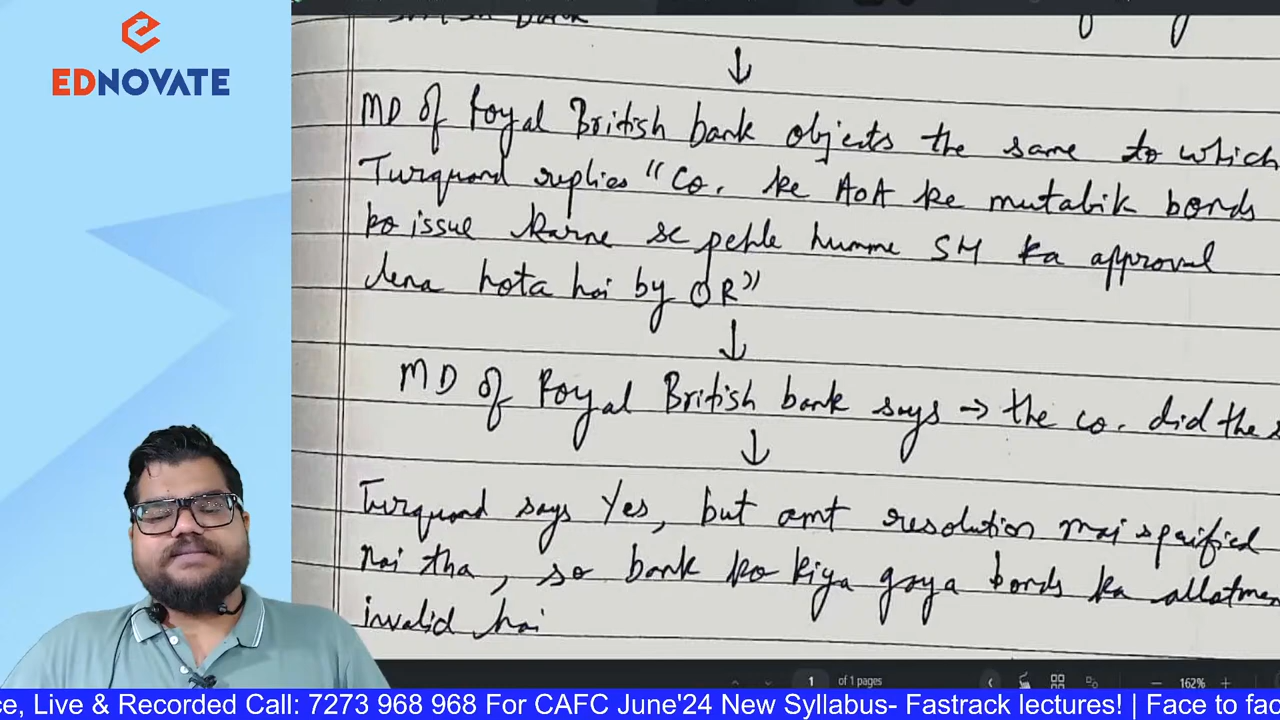 EDNOVATE
MD of Royal British bank objects the same to which
Turquand replies "Co. ke AOA ke mutabik bonds
ko issue karne se pehle humme SH ka approval
lena hota hai by OR"
MD of Royal British bank says → the co. did the
Turquand says Yes, but amt resolution mai spcified
nai tha, so bank ko kiya gaya bonds ka allotmen
invalid hai
1 of 1 pages 162%
ce, Live & Recorded Call: 7273 968 968 For CAFC June'24 New Syllabus- Fastrack lectures! | Face to fac